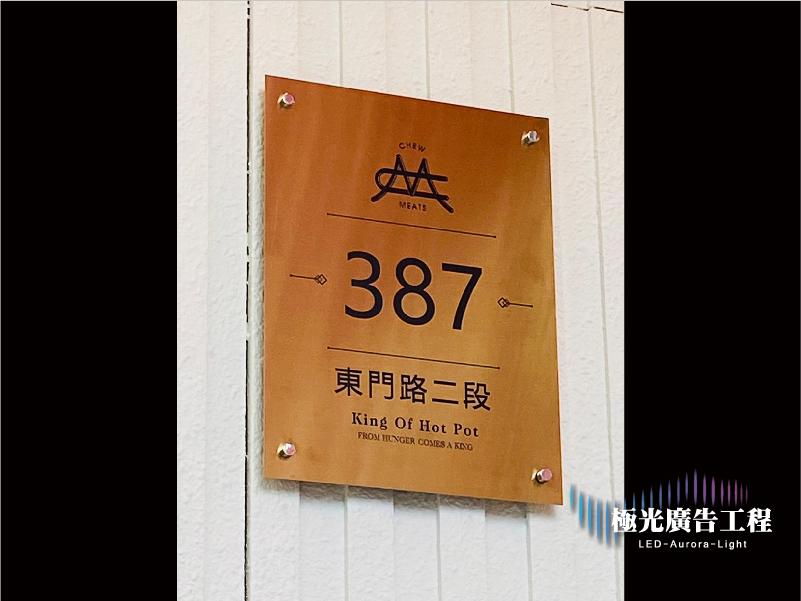 CHEW
MEATS
387
東門路二段
King Of Hot Pot
FROM HUNGER COMES A KING
極光廣告工程
LED-Aurora-Light